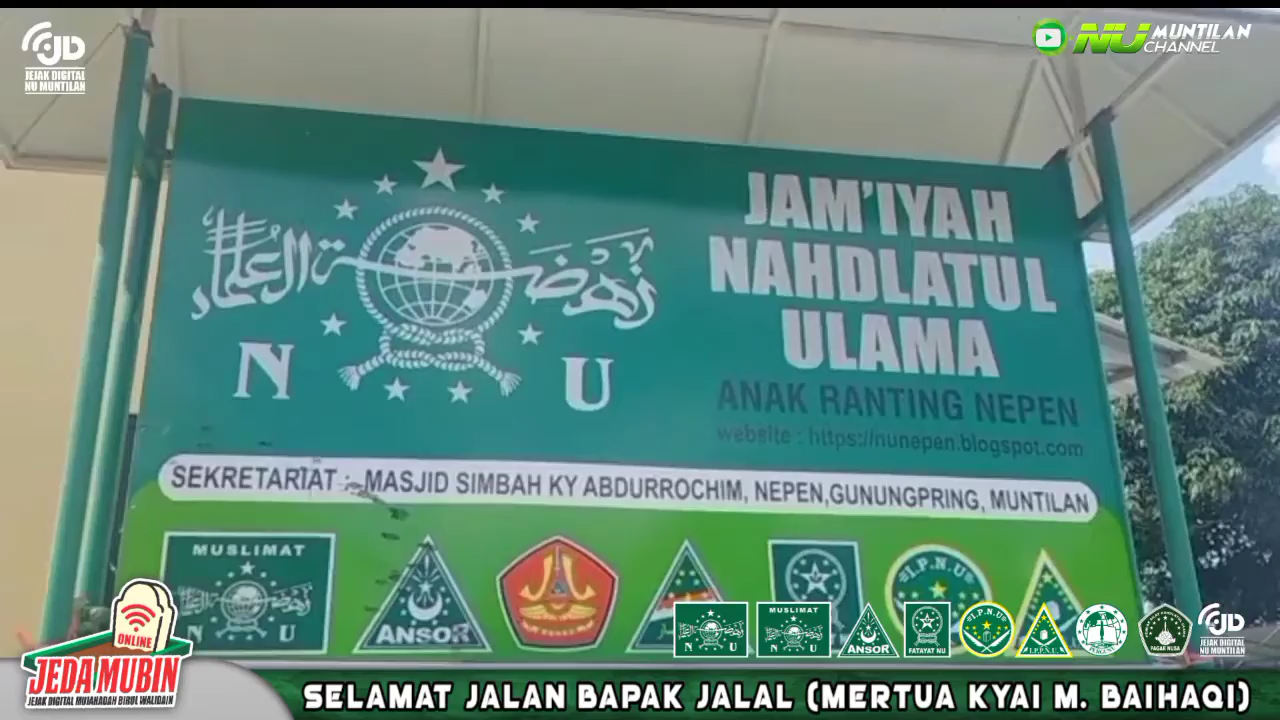 JD
JEJAK DIGITAL
NU MUNTILAN
NU MUNTILAN
CHANNEL
نهضة العلماء
N U
JAM'IYAH
NAHDLATUL
ULAMA
ANAK RANTING NEPEN
website : https://nunepen.blogspot.com
SEKRETARIAT : MASJID SIMBAH KY ABDURROCHIM, NEPEN,GUNUNGPRING, MUNTILAN
MUSLIMAT
N U
ANSOR
I.P.N.U
N U
MUSLIMAT
N U
ANSOR
FATAYAT NU
I.P.N.U
I.P.P.N.U.
PAGAR NUSA
JD
JEJAK DIGITAL
NU MUNTILAN
ONLINE
JEDA MUBIN
JEJAK DIGITAL MUJAHADAH BIRUL WALIDAIN
SELAMAT JALAN BAPAK JALAL (MERTUA KYAI M. BAIHAQI)